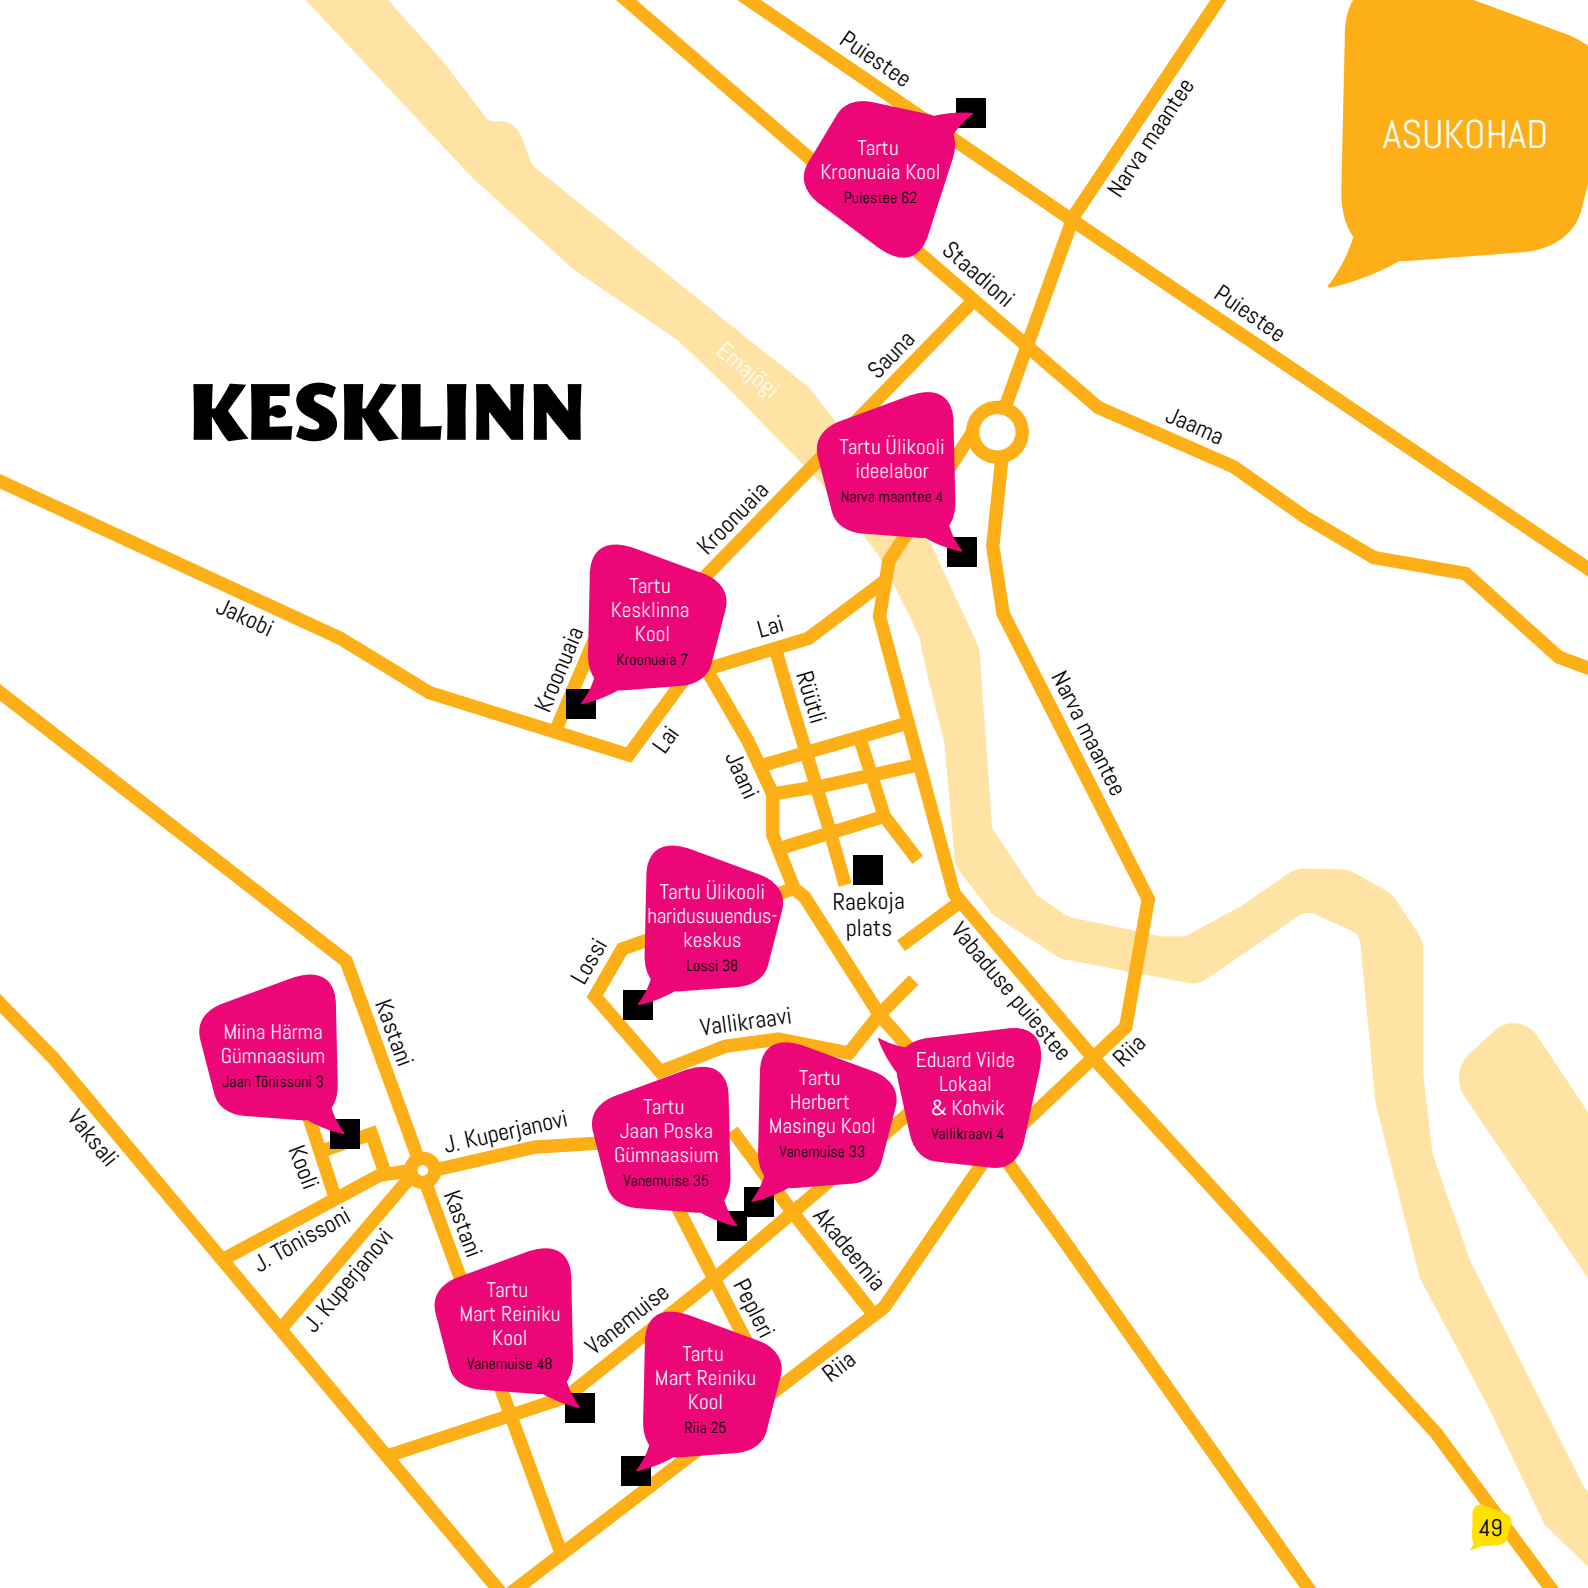 Puiestee
Narva maantee
ASUKOHAD
Tartu
Kroonuaia Kool
Puiestee 62
Staadioni
Puiestee
Sauna
Emajõgi
KESKLINN
Jaama
Tartu Ülikooli
ideelabor
Narva maantee 4
Kroonuaia
Tartu
Kesklinna
Kool
Kroonuaia 7
Jakobi
Kroonuaia
Lai
Lai
Rüütli
Jaani
Narva maantee
Raekoja
plats
Tartu Ülikooli
haridusuuendus-
keskus
Lossi 38
Lossi
Vabaduse puiestee
Vallikraavi
Riia
Miina Härma
Gümnaasium
Jaan Tõnissoni 3
Kastani
Eduard Vilde
Lokaal
& Kohvik
Vallikraavi 4
Tartu
Herbert
Masingu Kool
Vanemuise 33
Tartu
Jaan Poska
Gümnaasium
Vanemuise 35
Vaksali
J. Kuperjanovi
Kooli
Kastani
J. Tõnissoni
J. Kuperjanovi
Akadeemia
Pepleri
Vanemuise
Tartu
Mart Reiniku
Kool
Vanemuise 48
Tartu
Mart Reiniku
Kool
Riia 25
Riia
49